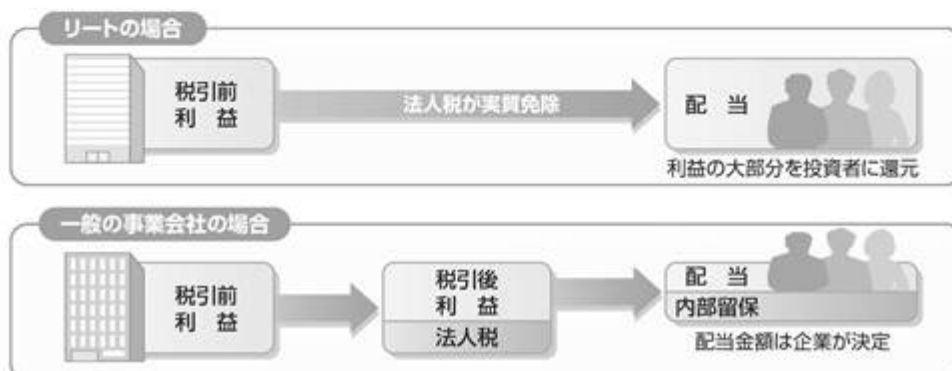 リートの場合
税引前
利　益
法人税が実質免除
配　当
利益の大部分を投資者に還元
一般の事業会社の場合
税引前
利　益
税引後
利　益
法人税
配　当
内部留保
配当金額は企業が決定